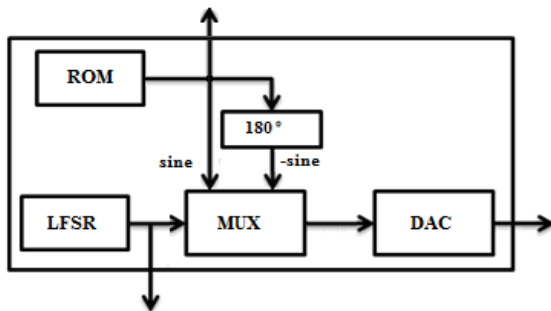 ROM
180°
sine
-sine
LFSR
MUX
DAC